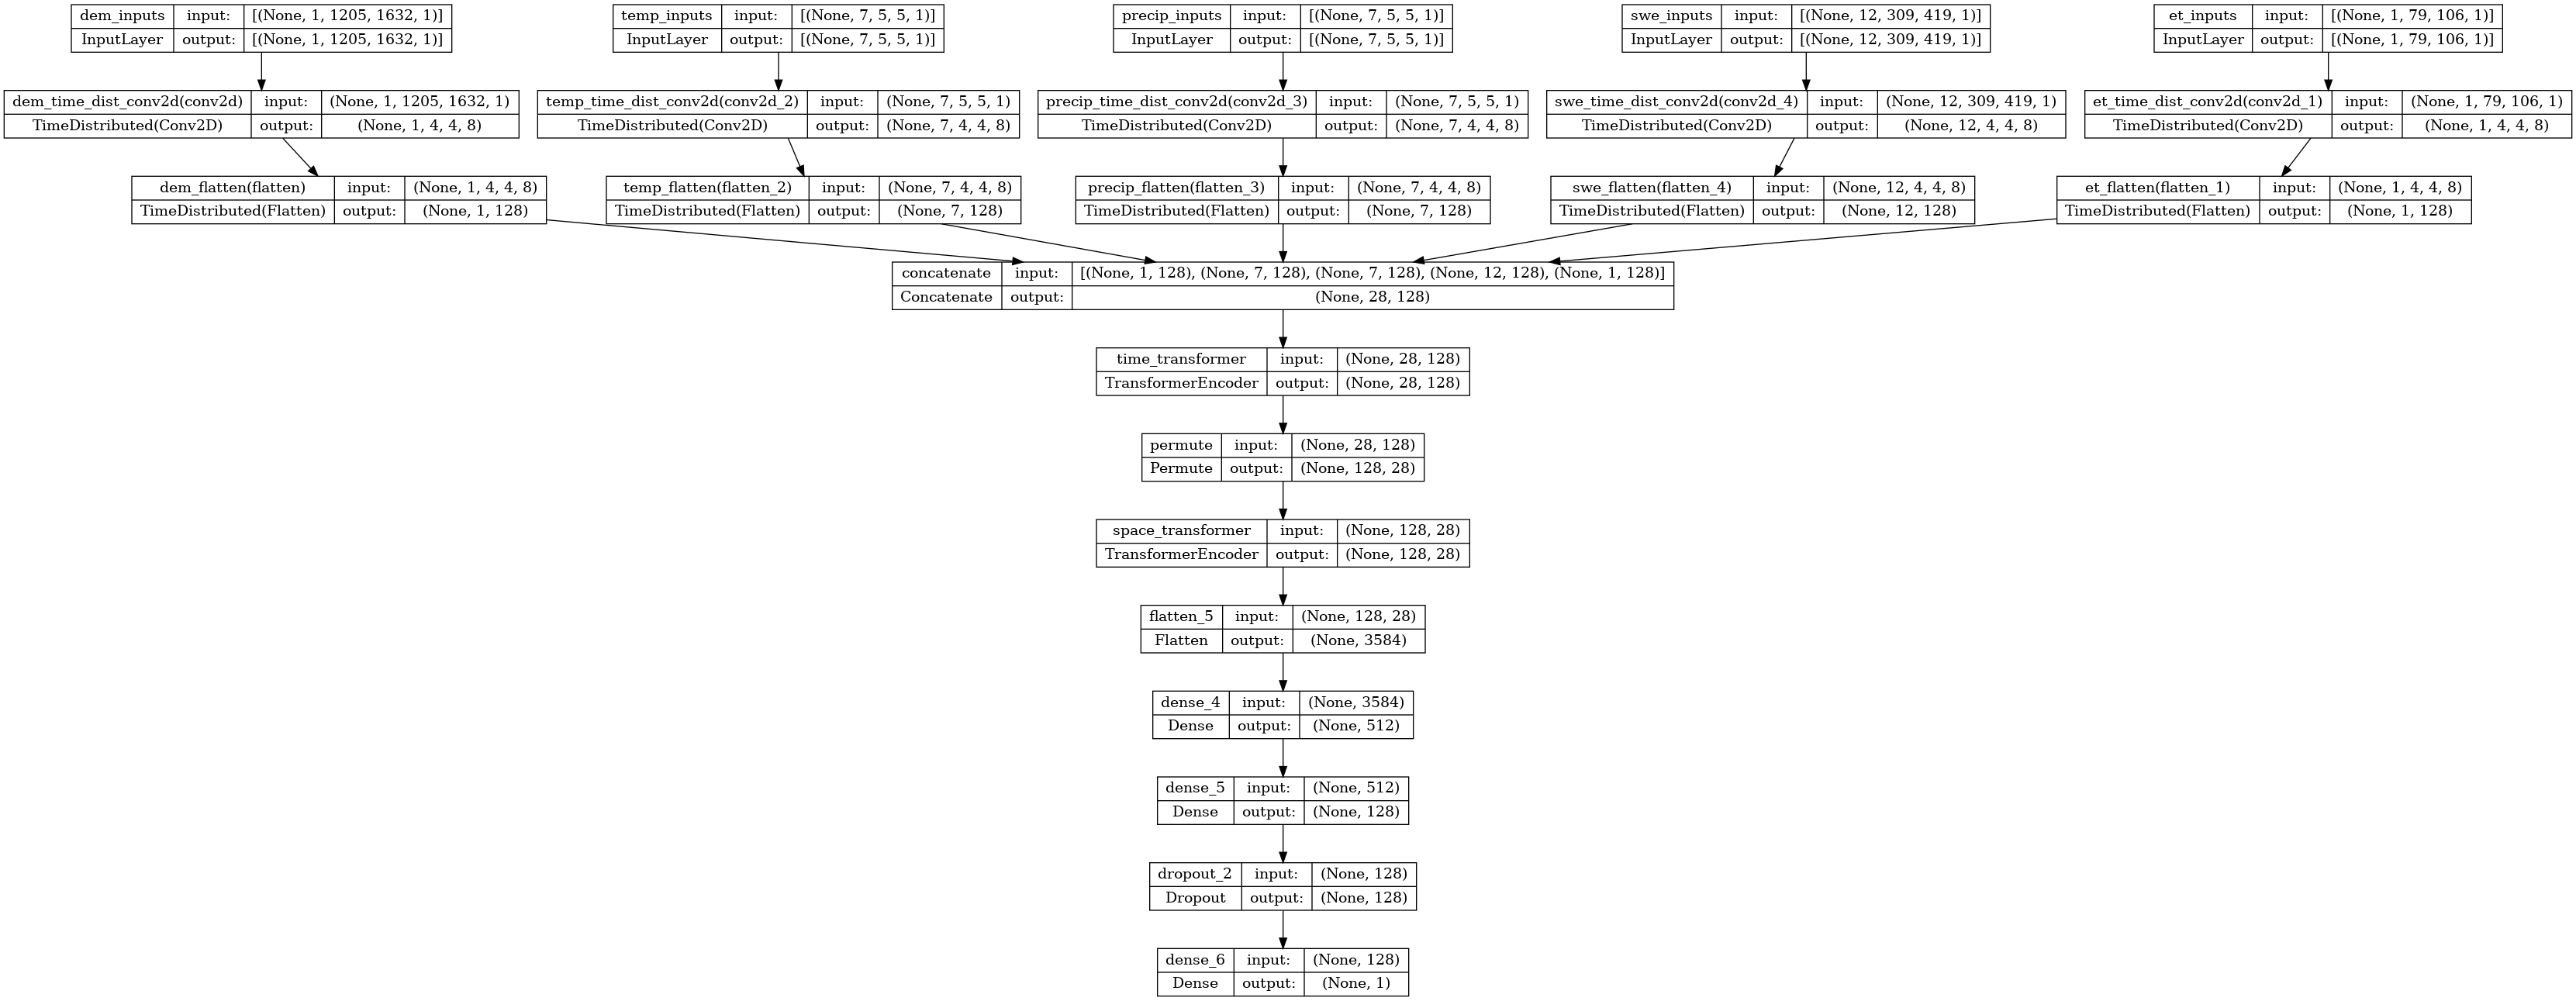 dem_inputs input: [(None, 1, 1205, 1632, 1)]
InputLayer output: [(None, 1, 1205, 1632, 1)]
temp_inputs input: [(None, 7, 5, 5, 1)]
InputLayer output: [(None, 7, 5, 5, 1)]
precip_inputs input: [(None, 7, 5, 5, 1)]
InputLayer output: [(None, 7, 5, 5, 1)]
swe_inputs input: [(None, 12, 309, 419, 1)]
InputLayer output: [(None, 12, 309, 419, 1)]
et_inputs input: [(None, 1, 79, 106, 1)]
InputLayer output: [(None, 1, 79, 106, 1)]
dem_time_dist_conv2d(conv2d) input: (None, 1, 1205, 1632, 1)
TimeDistributed(Conv2D) output: (None, 1, 4, 4, 8)
temp_time_dist_conv2d(conv2d_2) input: (None, 7, 5, 5, 1)
TimeDistributed(Conv2D) output: (None, 7, 4, 4, 8)
precip_time_dist_conv2d(conv2d_3) input: (None, 7, 5, 5, 1)
TimeDistributed(Conv2D) output: (None, 7, 4, 4, 8)
swe_time_dist_conv2d(conv2d_4) input: (None, 12, 309, 419, 1)
TimeDistributed(Conv2D) output: (None, 12, 4, 4, 8)
et_time_dist_conv2d(conv2d_1) input: (None, 1, 79, 106, 1)
TimeDistributed(Conv2D) output: (None, 1, 4, 4, 8)
dem_flatten(flatten) input: (None, 1, 4, 4, 8)
TimeDistributed(Flatten) output: (None, 1, 128)
temp_flatten(flatten_2) input: (None, 7, 4, 4, 8)
TimeDistributed(Flatten) output: (None, 7, 128)
precip_flatten(flatten_3) input: (None, 7, 4, 4, 8)
TimeDistributed(Flatten) output: (None, 7, 128)
swe_flatten(flatten_4) input: (None, 12, 4, 4, 8)
TimeDistributed(Flatten) output: (None, 12, 128)
et_flatten(flatten_1) input: (None, 1, 4, 4, 8)
TimeDistributed(Flatten) output: (None, 1, 128)
concatenate input: [(None, 1, 128), (None, 7, 128), (None, 7, 128), (None, 12, 128), (None, 1, 128)]
Concatenate output: (None, 28, 128)
time_transformer input: (None, 28, 128)
TransformerEncoder output: (None, 28, 128)
permute input: (None, 28, 128)
Permute output: (None, 128, 28)
space_transformer input: (None, 128, 28)
TransformerEncoder output: (None, 128, 28)
flatten_5 input: (None, 128, 28)
Flatten output: (None, 3584)
dense_4 input: (None, 3584)
Dense output: (None, 512)
dense_5 input: (None, 512)
Dense output: (None, 128)
dropout_2 input: (None, 128)
Dropout output: (None, 128)
dense_6 input: (None, 128)
Dense output: (None, 1)